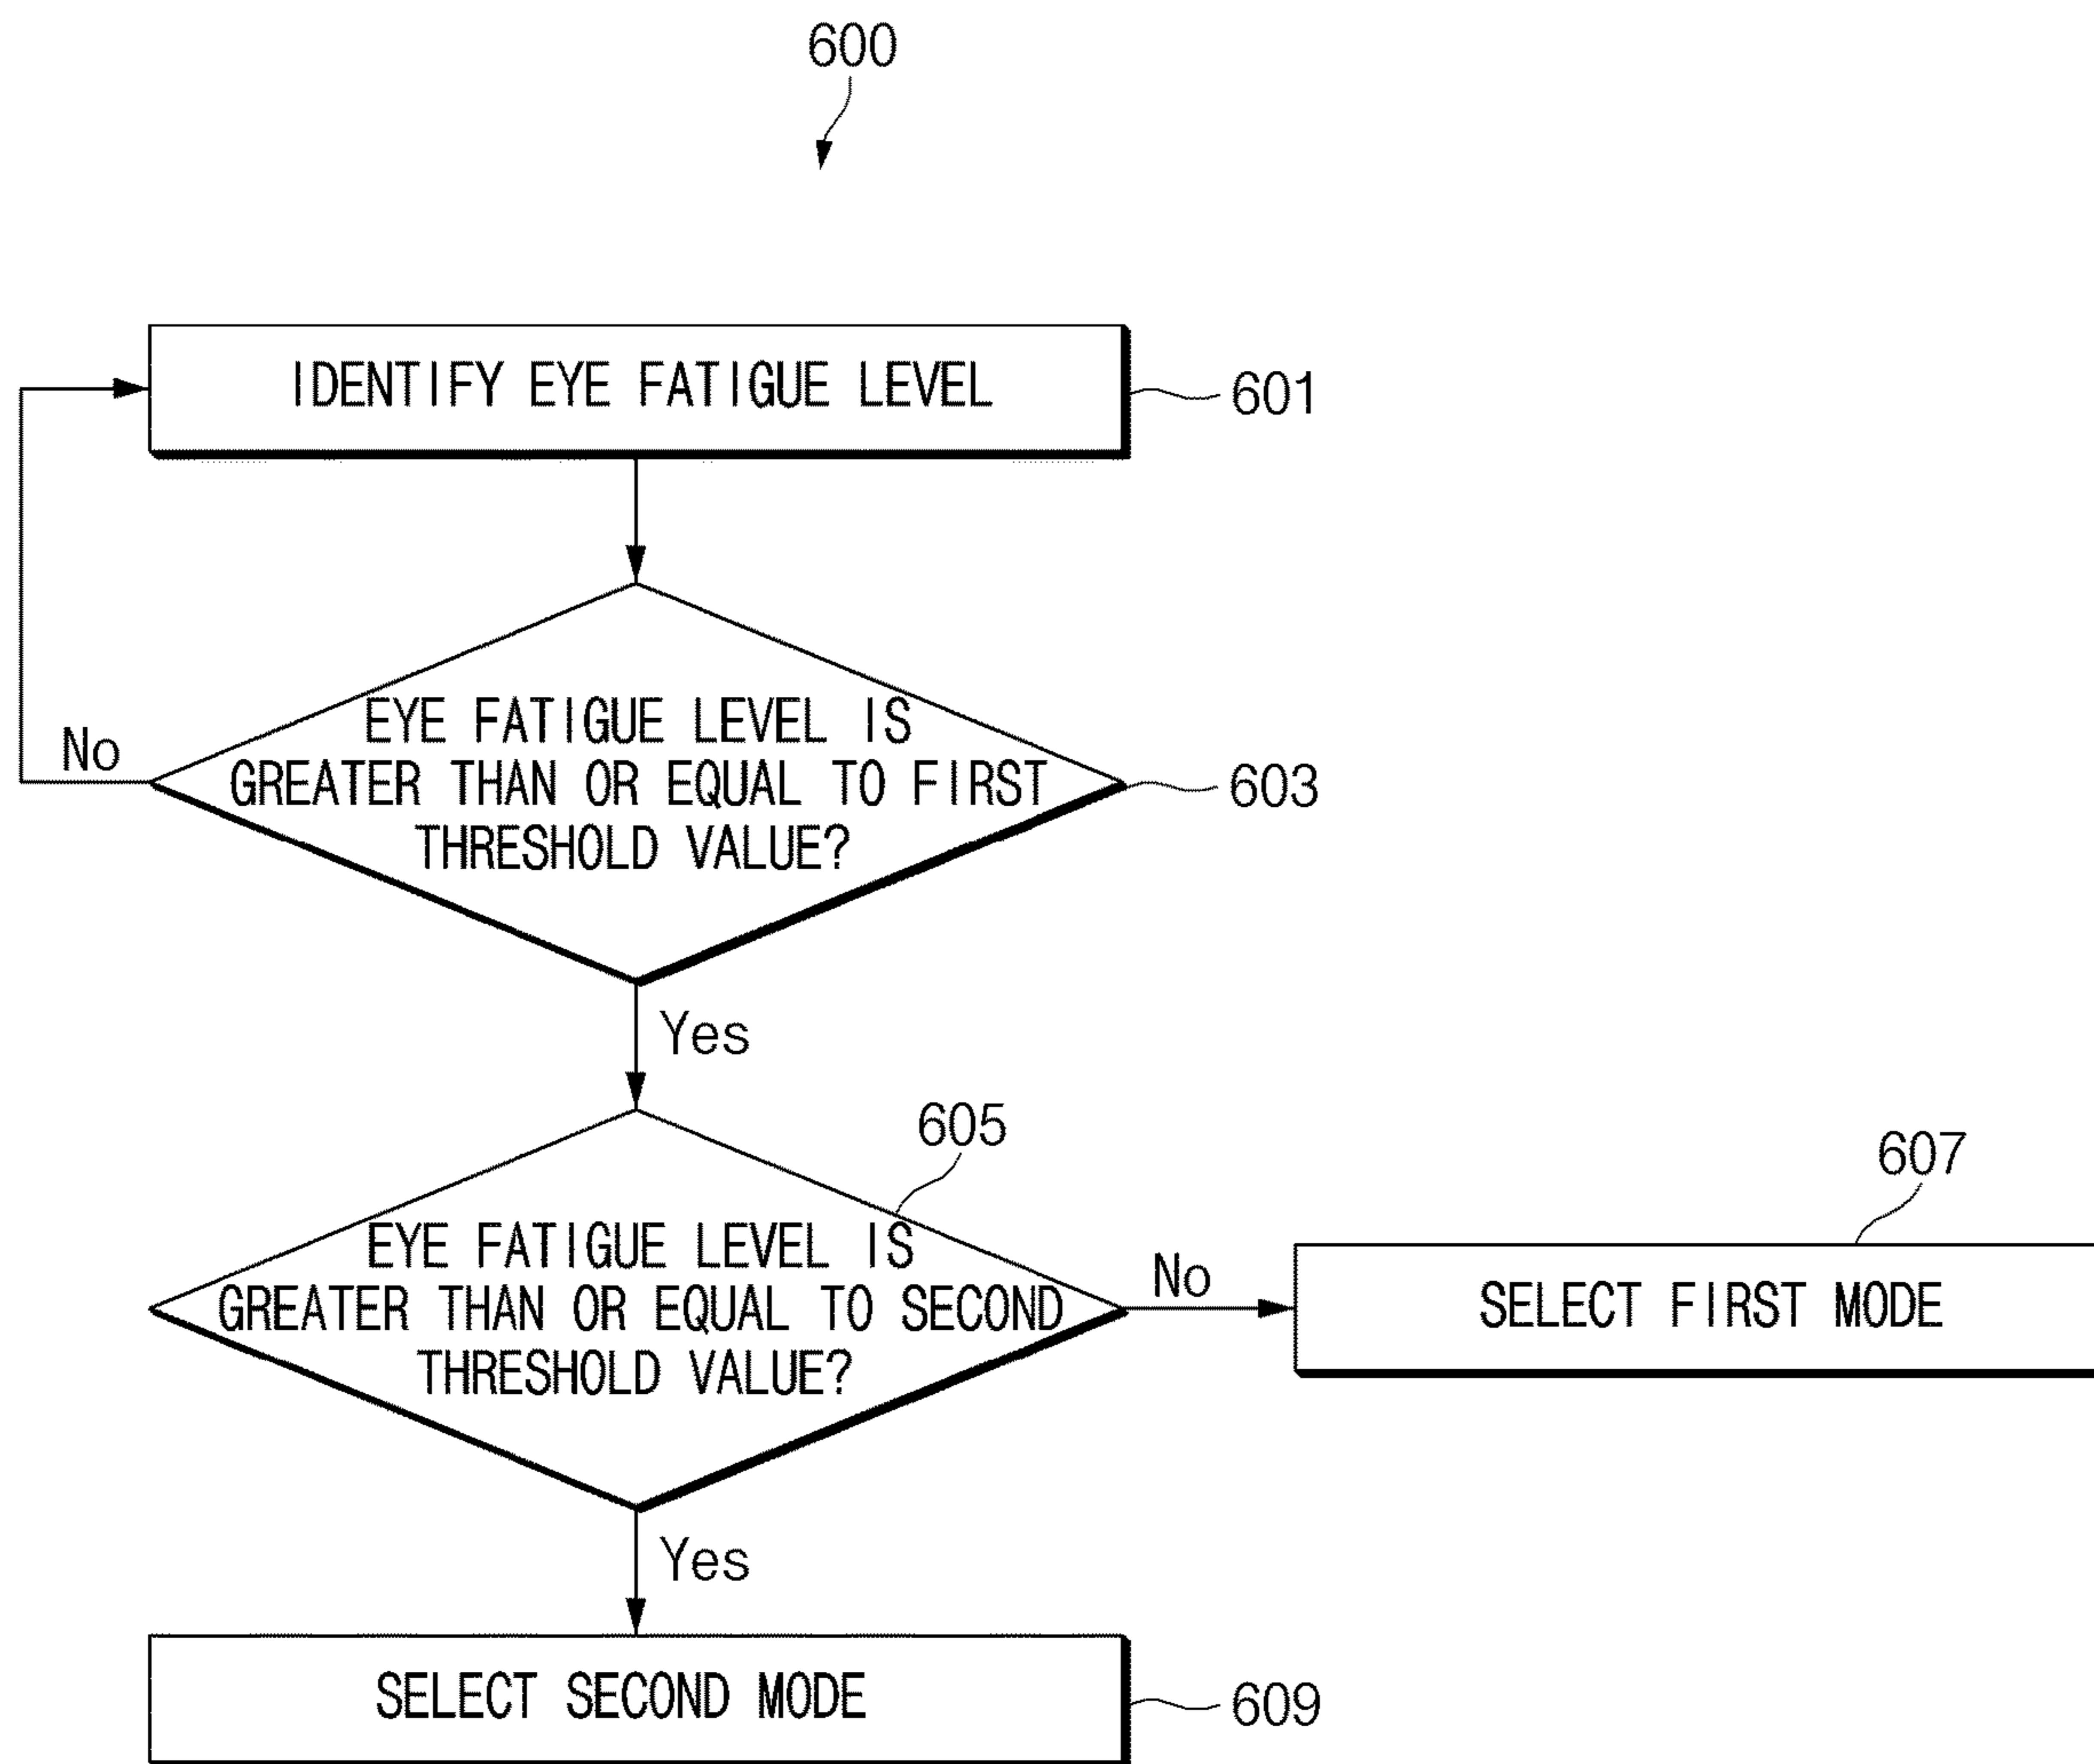 600
IDENTIFY EYE FATIGUE LEVEL
601
EYE FATIGUE LEVEL IS
GREATER THAN OR EQUAL TO FIRST
THRESHOLD VALUE?
No
603
Yes
605
EYE FATIGUE LEVEL IS
GREATER THAN OR EQUAL TO SECOND
THRESHOLD VALUE?
No
607
SELECT FIRST MODE
Yes
SELECT SECOND MODE
609